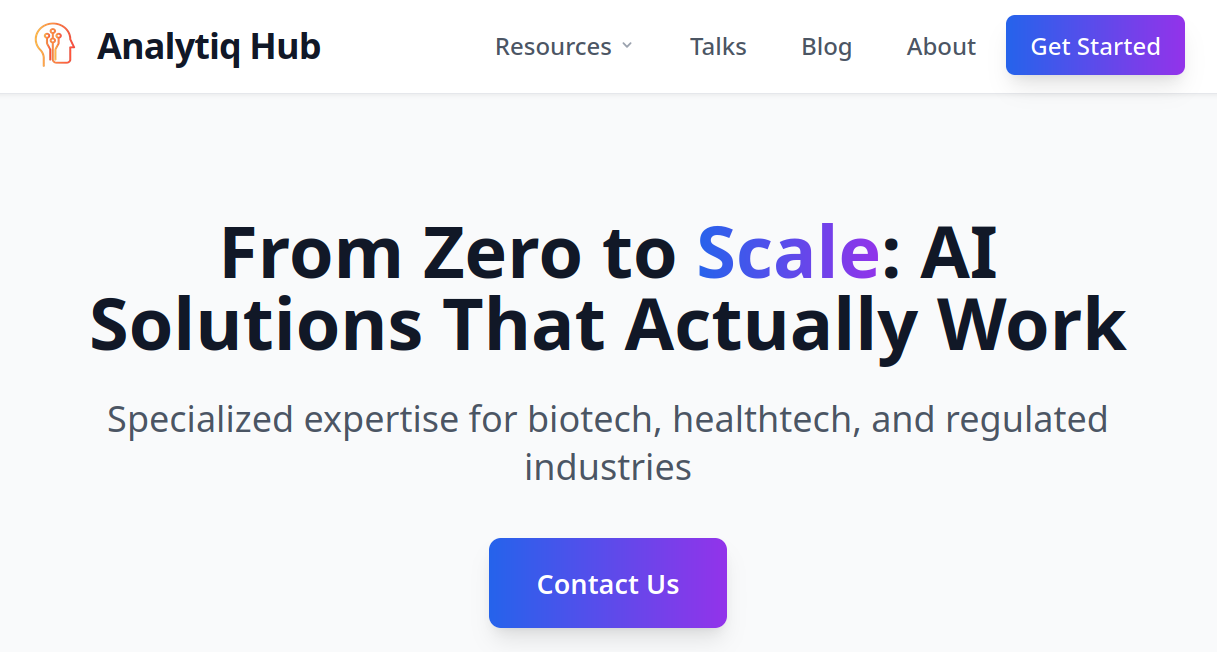 Analytiq Hub
Resources
Talks
Blog
About
Get Started
From Zero to Scale: AI
Solutions That Actually Work
Specialized expertise for biotech, healthtech, and regulated
industries
Contact Us